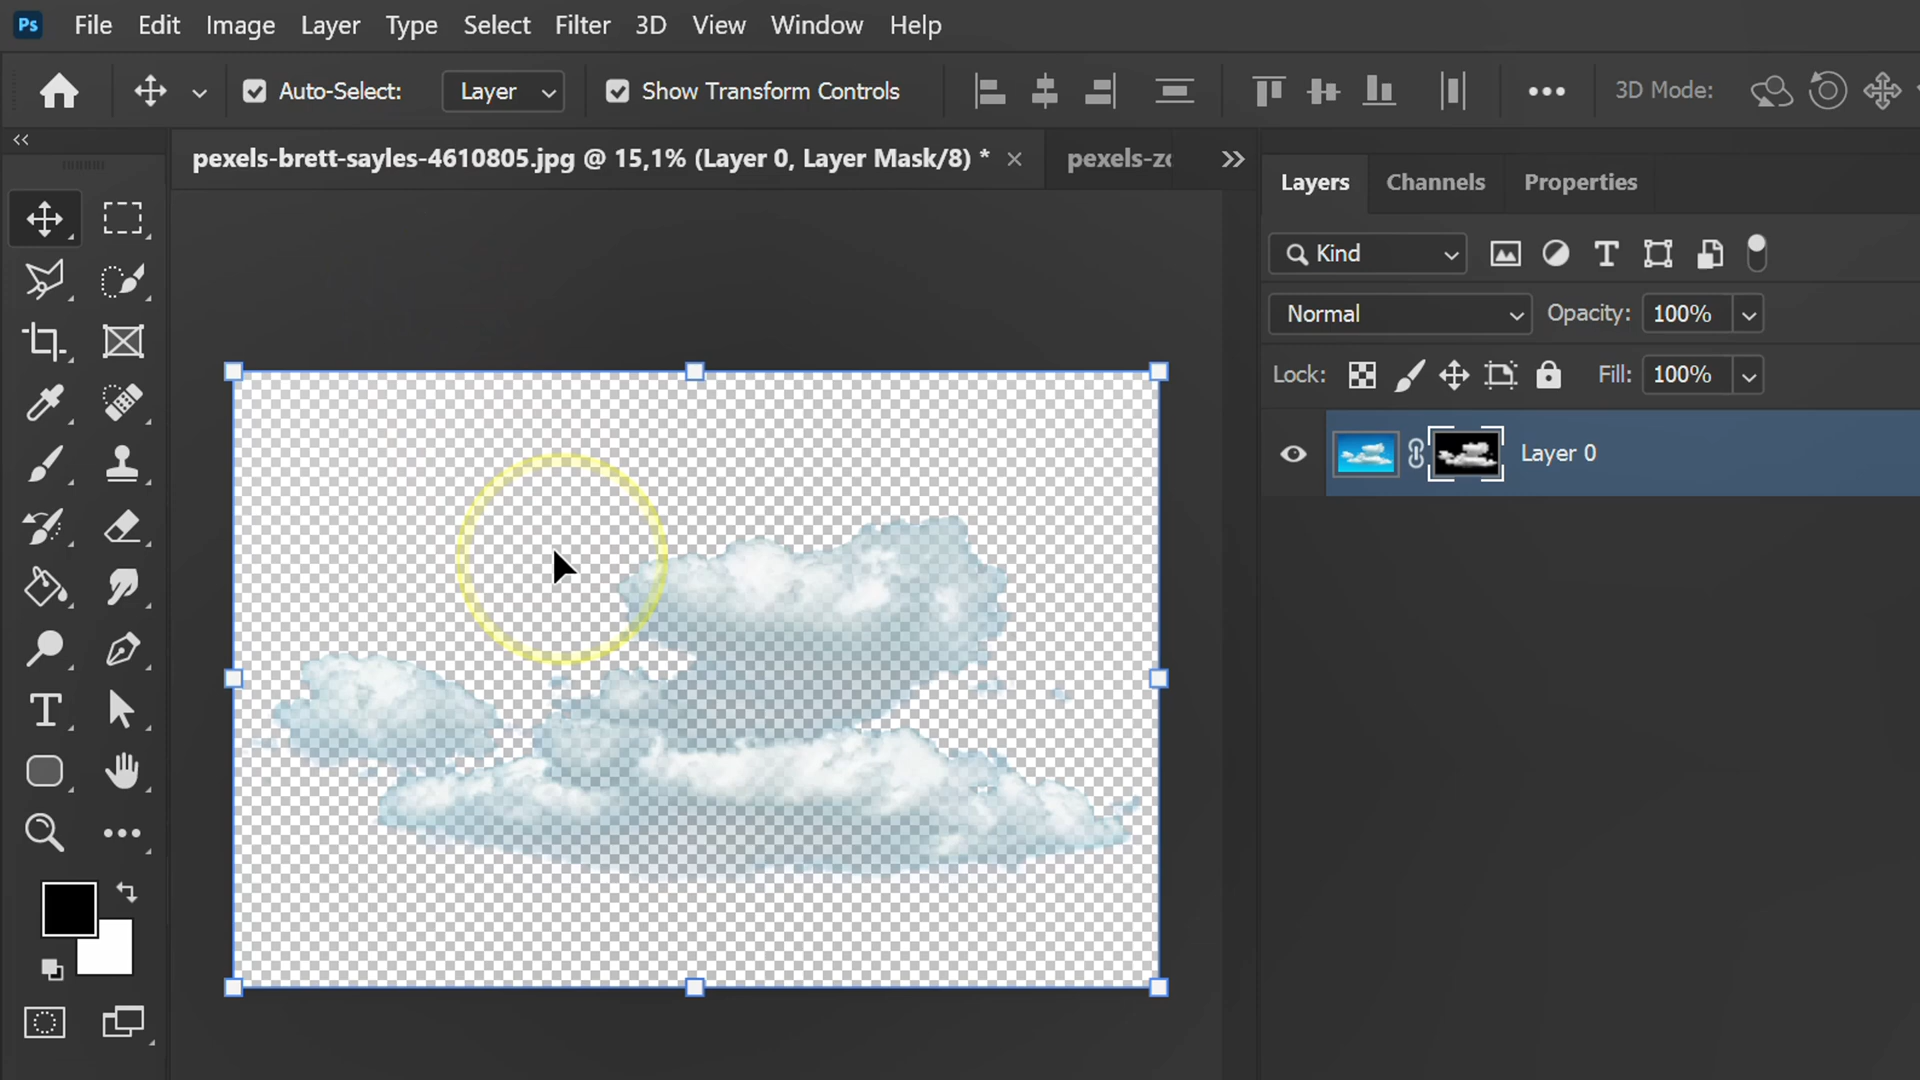 Ps File Edit Image Layer Type Select Filter 3D View Window Help
Auto-Select: Layer Show Transform Controls 3D Mode:
pexels-brett-sayles-4610805.jpg @ 15,1% (Layer 0, Layer Mask/8) * pexels-zo
Layers Channels Properties
Kind
Normal Opacity: 100%
Lock: Fill: 100%
Layer 0